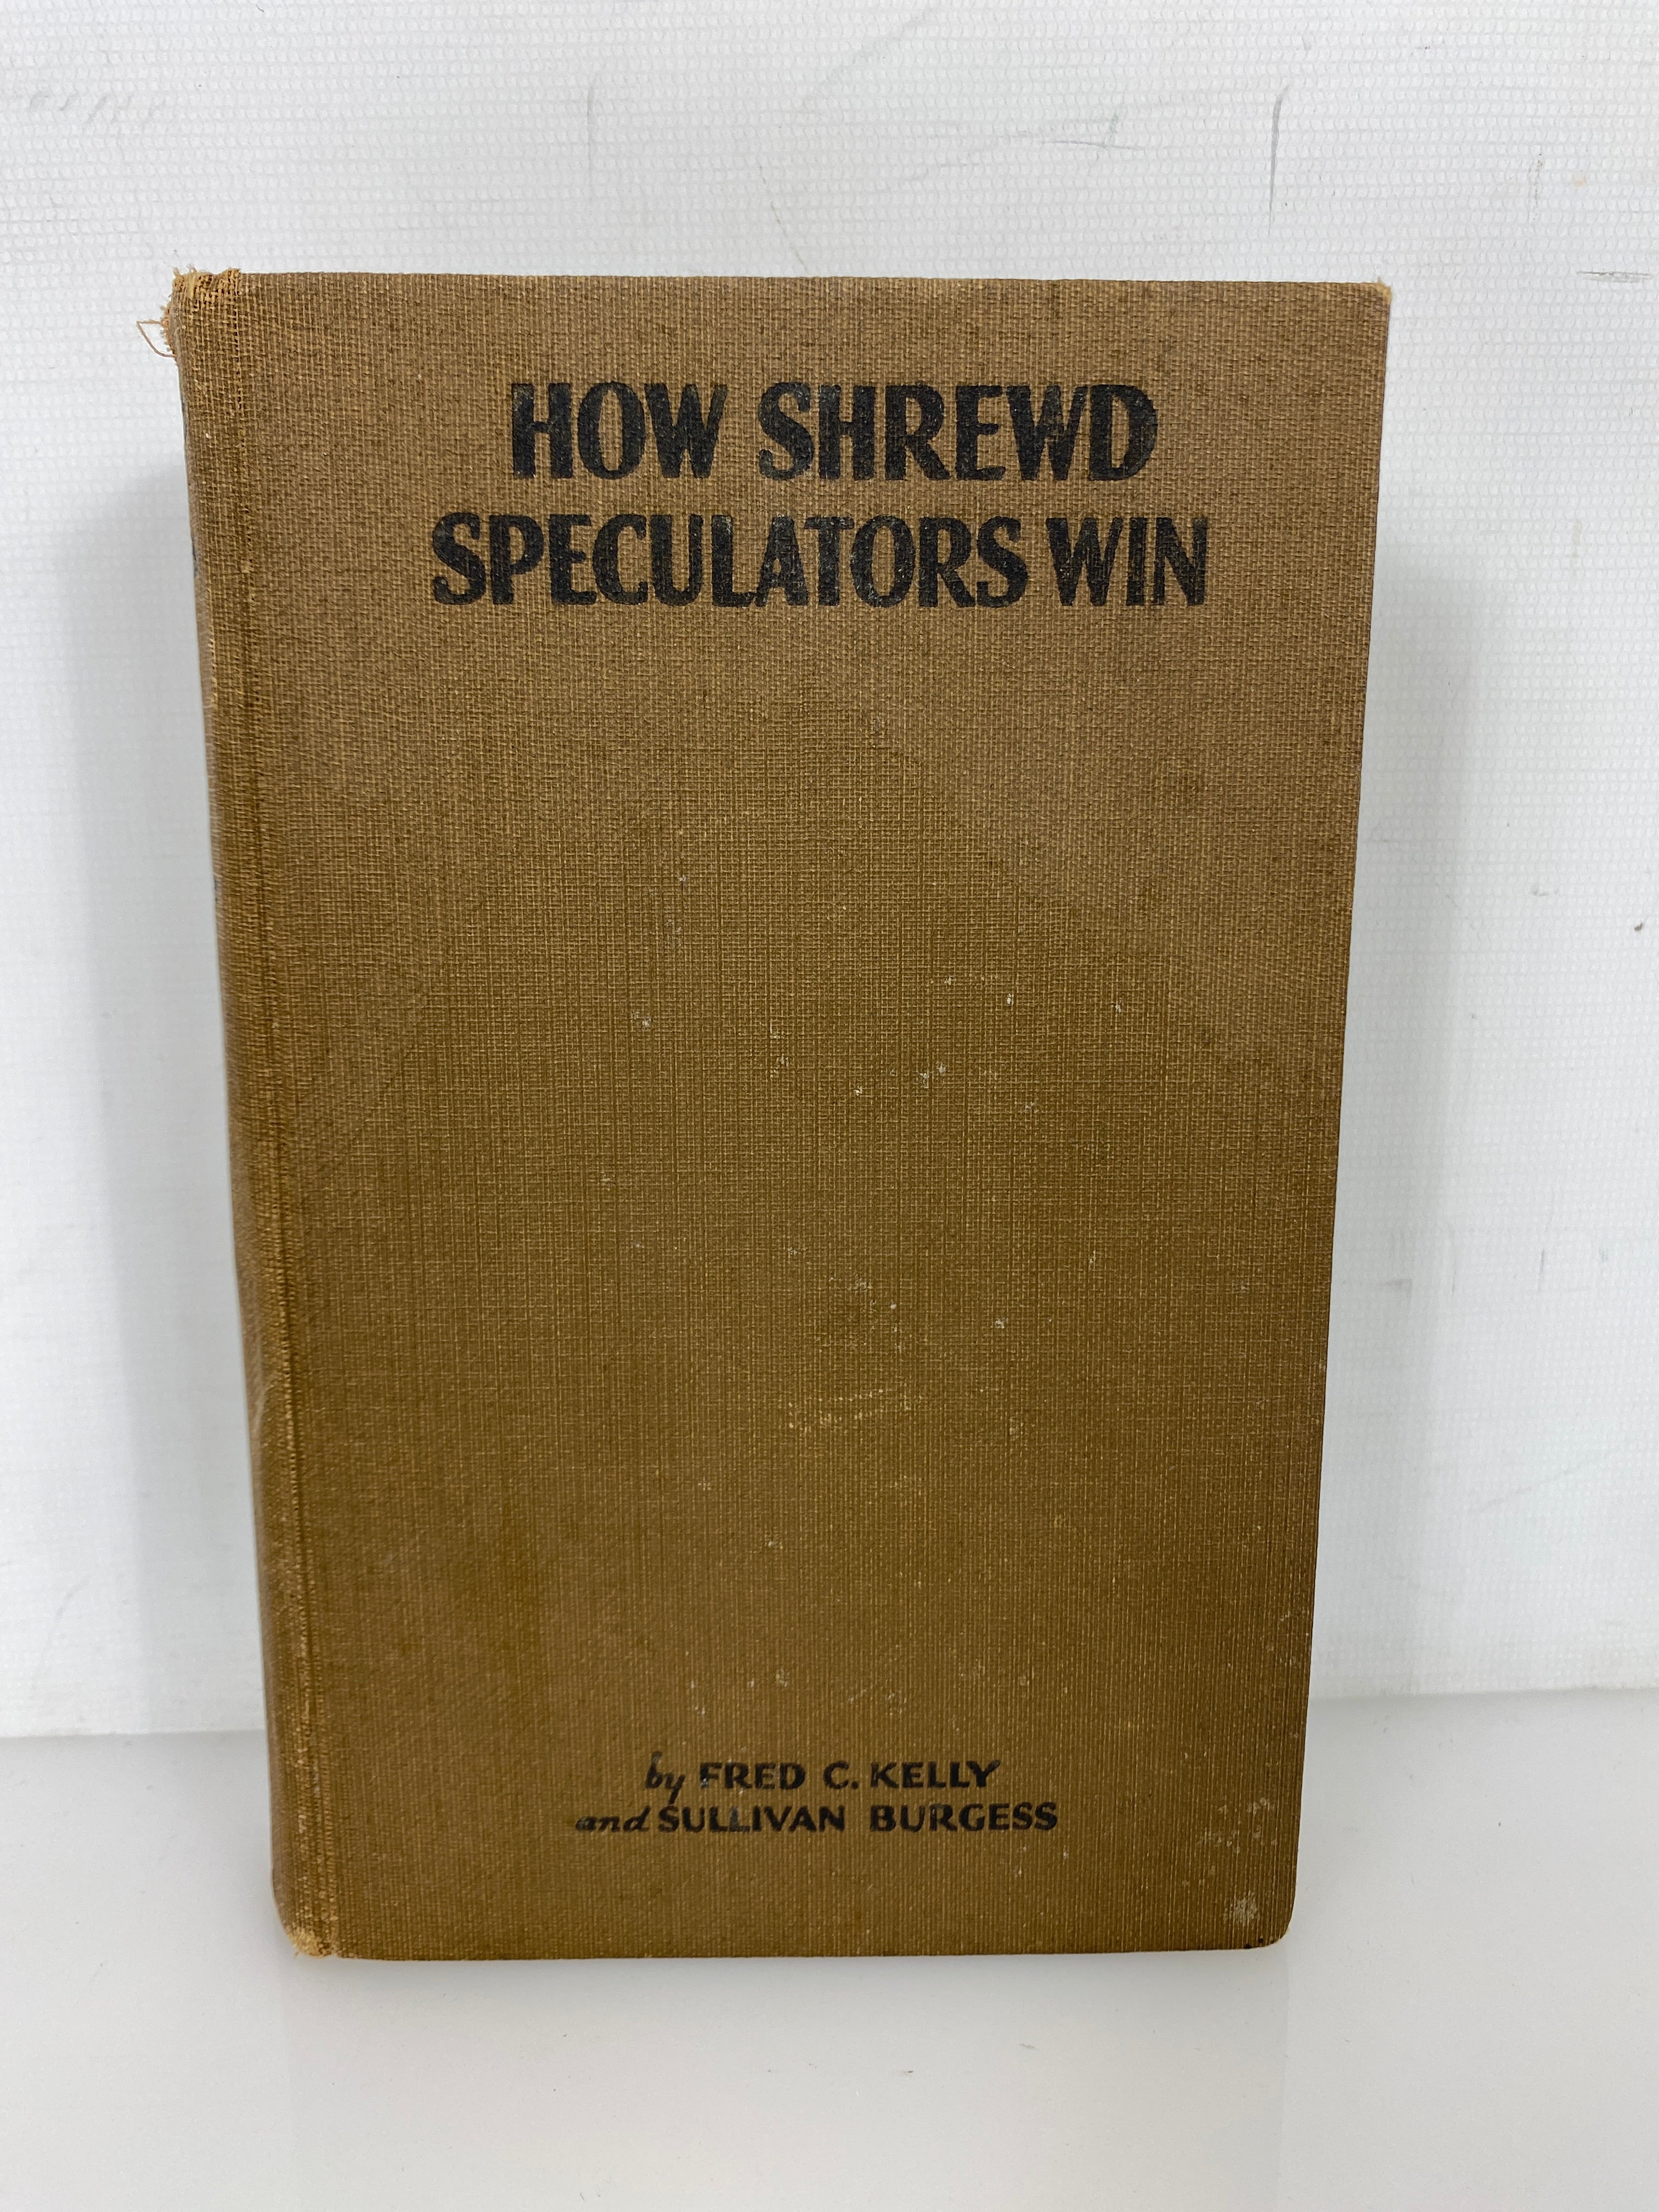 HOW SHREWD
SPECULATORS WIN
by FRED C. KELLY
and SULLIVAN BURGESS